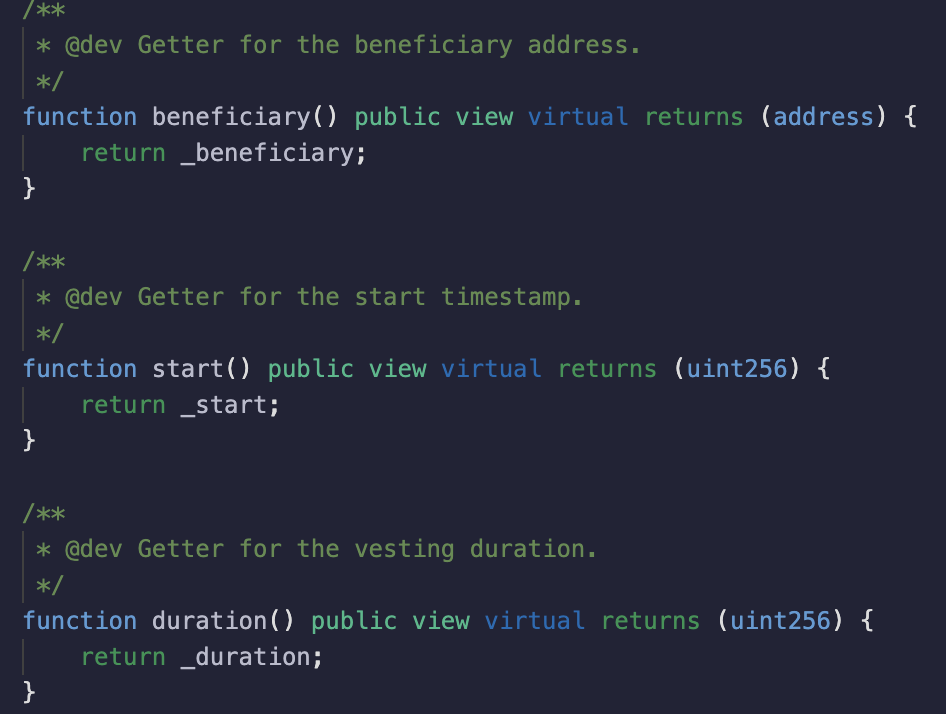 /**
 * @dev Getter for the beneficiary address.
 */
function beneficiary() public view virtual returns (address) {
    return _beneficiary;
}

/**
 * @dev Getter for the start timestamp.
 */
function start() public view virtual returns (uint256) {
    return _start;
}

/**
 * @dev Getter for the vesting duration.
 */
function duration() public view virtual returns (uint256) {
    return _duration;
}